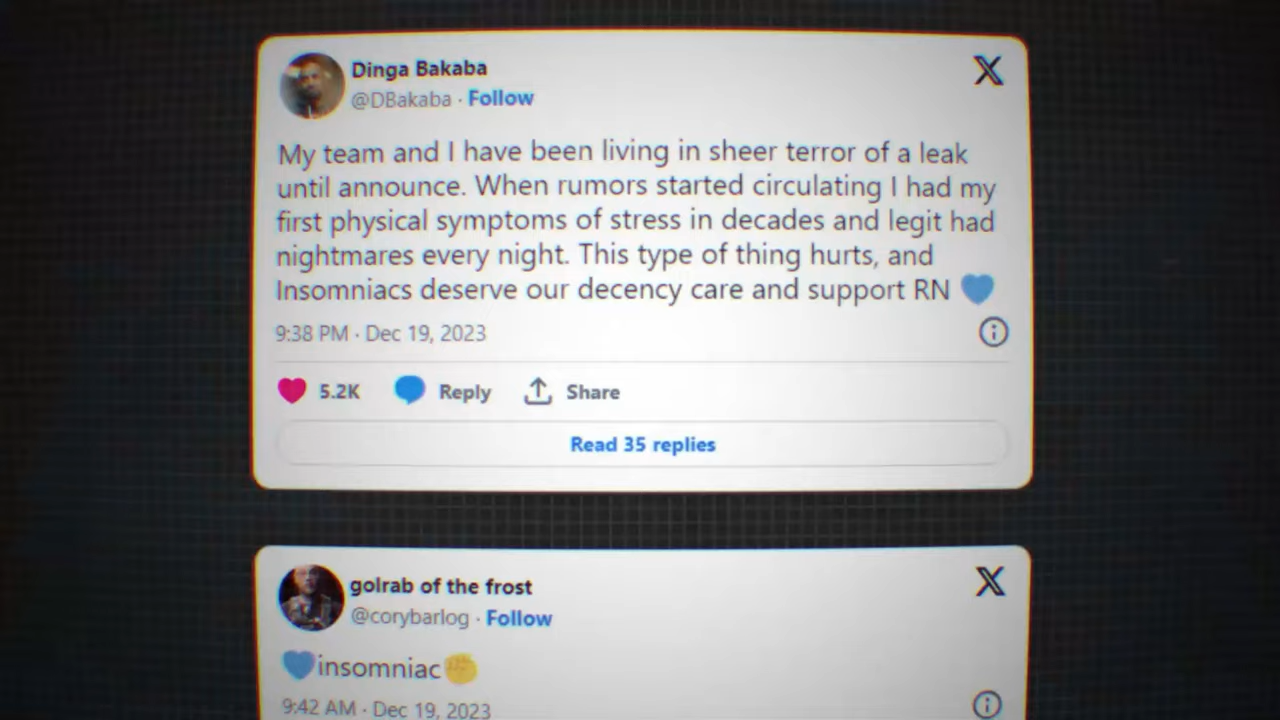 Dinga Bakaba
@DBakaba · Follow
My team and I have been living in sheer terror of a leak
until announce. When rumors started circulating I had my
first physical symptoms of stress in decades and legit had
nightmares every night. This type of thing hurts, and
Insomniacs deserve our decency care and support RN 💙
9:38 PM · Dec 19, 2023
5.2K Reply Share
Read 35 replies
golrab of the frost
@corybarlog · Follow
💙insomniac✊
9:42 AM · Dec 19, 2023